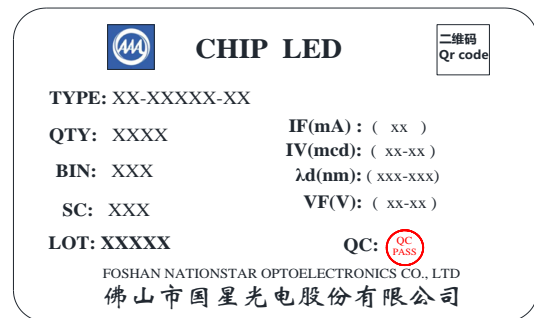 CHIP LED
二维码
Qr code
TYPE: XX-XXXXX-XX
QTY: XXXX
BIN: XXX
SC: XXX
LOT: XXXXX
IF(mA) : ( xx )
IV(mcd): ( xx-xx )
λd(nm): ( xxx-xxx)
VF(V): ( xx-xx )
QC:
QC
PASS
FOSHAN NATIONSTAR OPTOELECTRONICS CO., LTD
佛山市国星光电股份有限公司